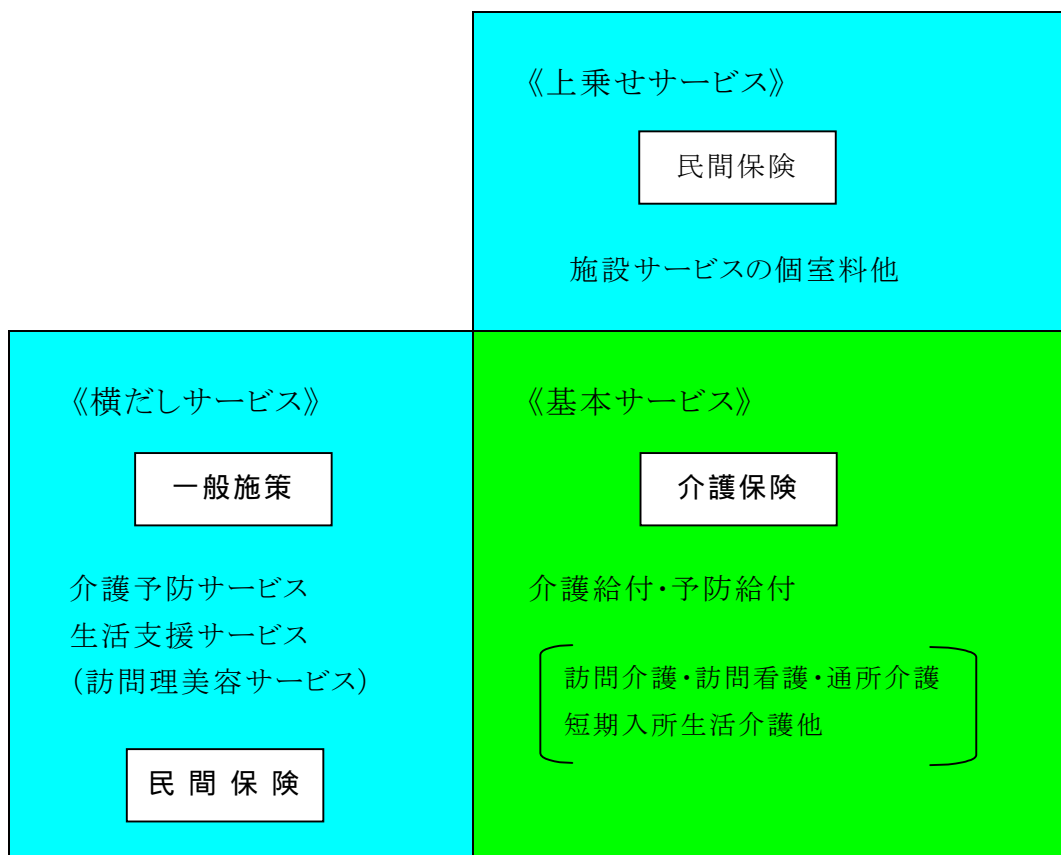 《上乗せサービス》
民間保険
施設サービスの個室料他
《横だしサービス》
一般施策
介護予防サービス
生活支援サービス
(訪問理美容サービス)
民間保険
《基本サービス》
介護保険
介護給付・予防給付
訪問介護・訪問看護・通所介護
短期入所生活介護他